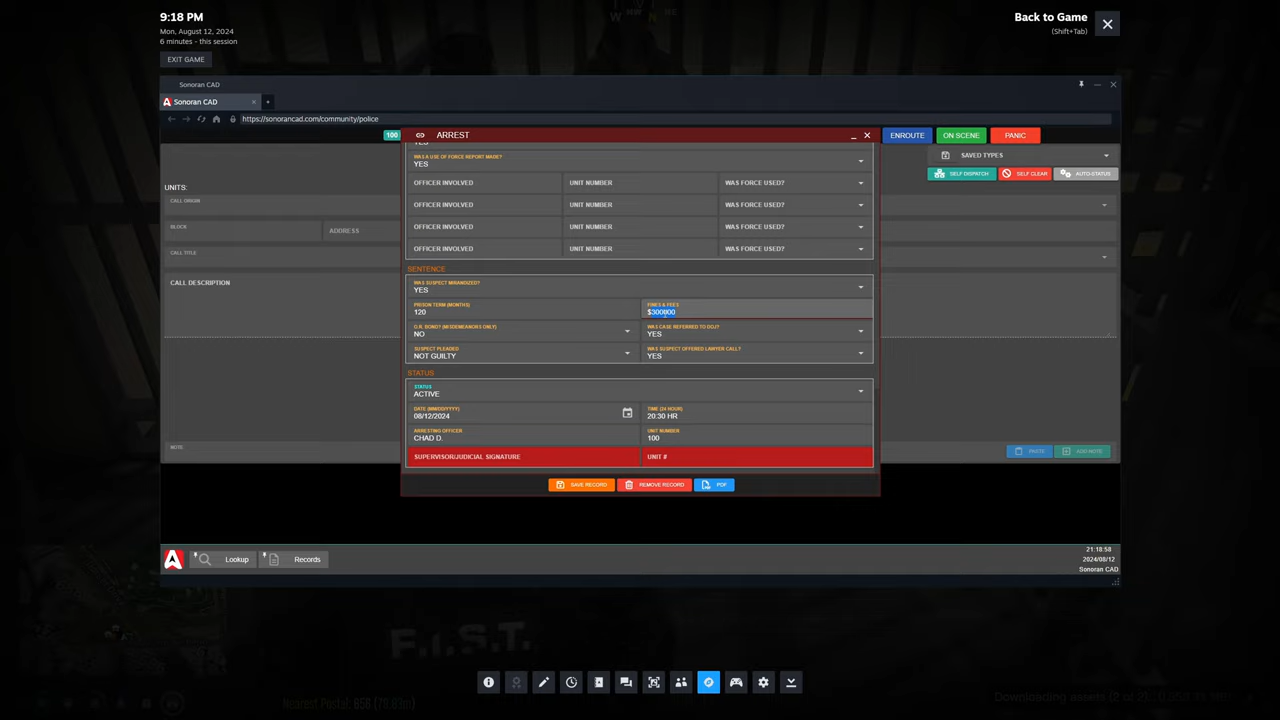 9:18 PM
Mon, August 12, 2024
6 minutes - this session
EXIT GAME
Back to Game
(Shift+Tab)
Sonoran CAD
Sonoran CAD
https://sonorancad.com/community/police
100
ARREST
ENROUTE
ON SCENE
PANIC
SAVED TYPES
SELF DISPATCH
SELF CLEAR
AUTO-STATUS
UNITS:
CALL ORIGIN
BLOCK
ADDRESS
CALL TITLE
CALL DESCRIPTION
NOTE
PASTE
ADD NOTE
YES
WAS A USE OF FORCE REPORT MADE?
YES
OFFICER INVOLVED UNIT NUMBER WAS FORCE USED?
OFFICER INVOLVED UNIT NUMBER WAS FORCE USED?
OFFICER INVOLVED UNIT NUMBER WAS FORCE USED?
OFFICER INVOLVED UNIT NUMBER WAS FORCE USED?
SENTENCE
WAS SUSPECT MIRANDIZED?
YES
PRISON TERM (MONTHS) FINES & FEES
120 $300000
O.R. BOND? (MISDEMEANORS ONLY) WAS CASE REFERRED TO DOJ?
NO YES
SUSPECT PLEADED WAS SUSPECT OFFERED LAWYER CALL?
NOT GUILTY YES
STATUS
STATUS
ACTIVE
DATE (MM/DD/YYYY) TIME (24 HOUR)
08/12/2024 20:30 HR
ARRESTING OFFICER UNIT NUMBER
CHAD D. 100
SUPERVISOR/JUDICIAL SIGNATURE UNIT #
SAVE RECORD REMOVE RECORD PDF
Lookup
Records
21:18:58
2024/08/12
Sonoran CAD
F.I.S.T.